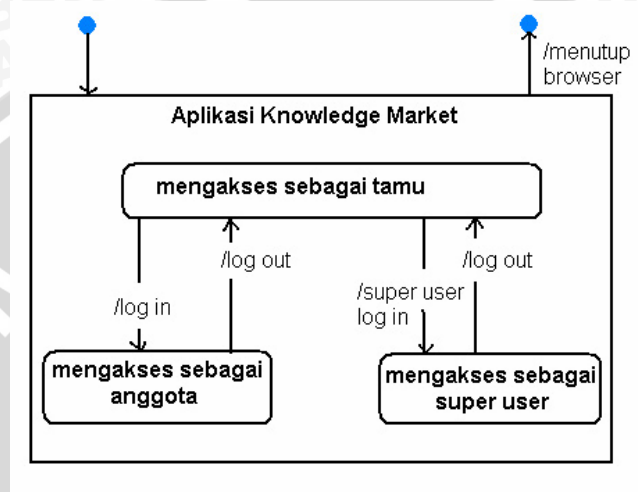 /menutup
browser
Aplikasi Knowledge Market
mengakses sebagai tamu
/log out
/log out
/super user
log in
/log in
mengakses sebagai
anggota
mengakses sebagai
super user